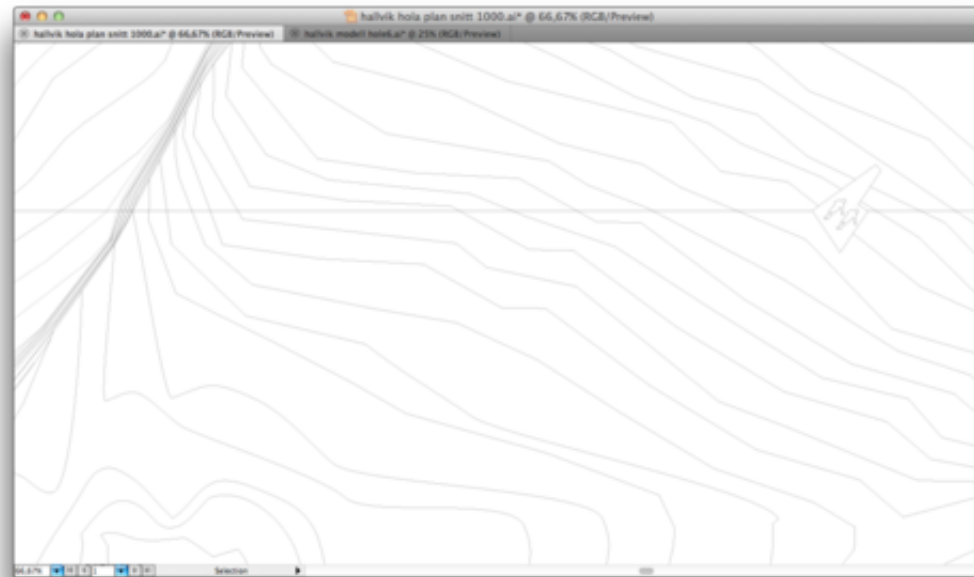 hallvik hola plan snitt 1000.ai* @ 66,67% (RGB/Preview)
hallvik hola plan snitt 1000.ai* @ 66,67% (RGB/Preview) hallvik modell hole6.ai* @ 25% (RGB/Preview)
66,67% 1 Selection